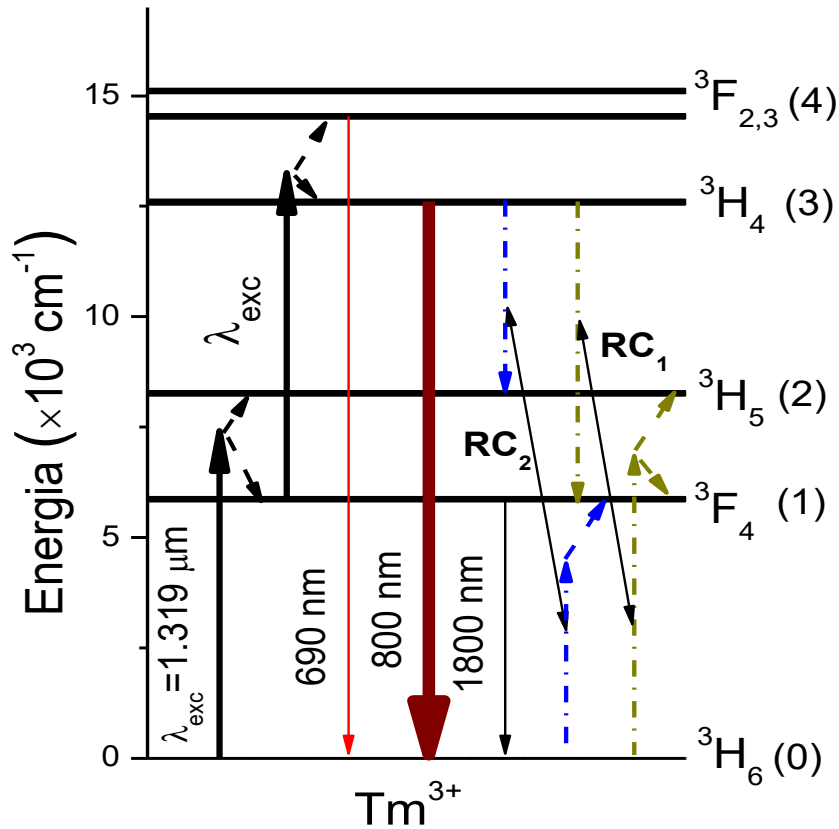 Energia (×10³ cm⁻¹)
15
10
5
0
³F₂,₃ (4)
³H₄ (3)
³H₅ (2)
³F₄ (1)
³H₆ (0)
λexc
λexc =1.319 μm
690 nm
800 nm
1800 nm
RC₂
RC₁
Tm³⁺